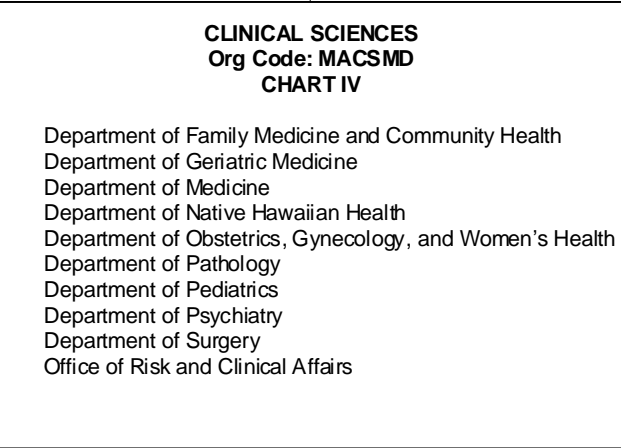 CLINICAL SCIENCES
Org Code: MACSMD
CHART IV
Department of Family Medicine and Community Health
Department of Geriatric Medicine
Department of Medicine
Department of Native Hawaiian Health
Department of Obstetrics, Gynecology, and Women's Health
Department of Pathology
Department of Pediatrics
Department of Psychiatry
Department of Surgery
Office of Risk and Clinical Affairs